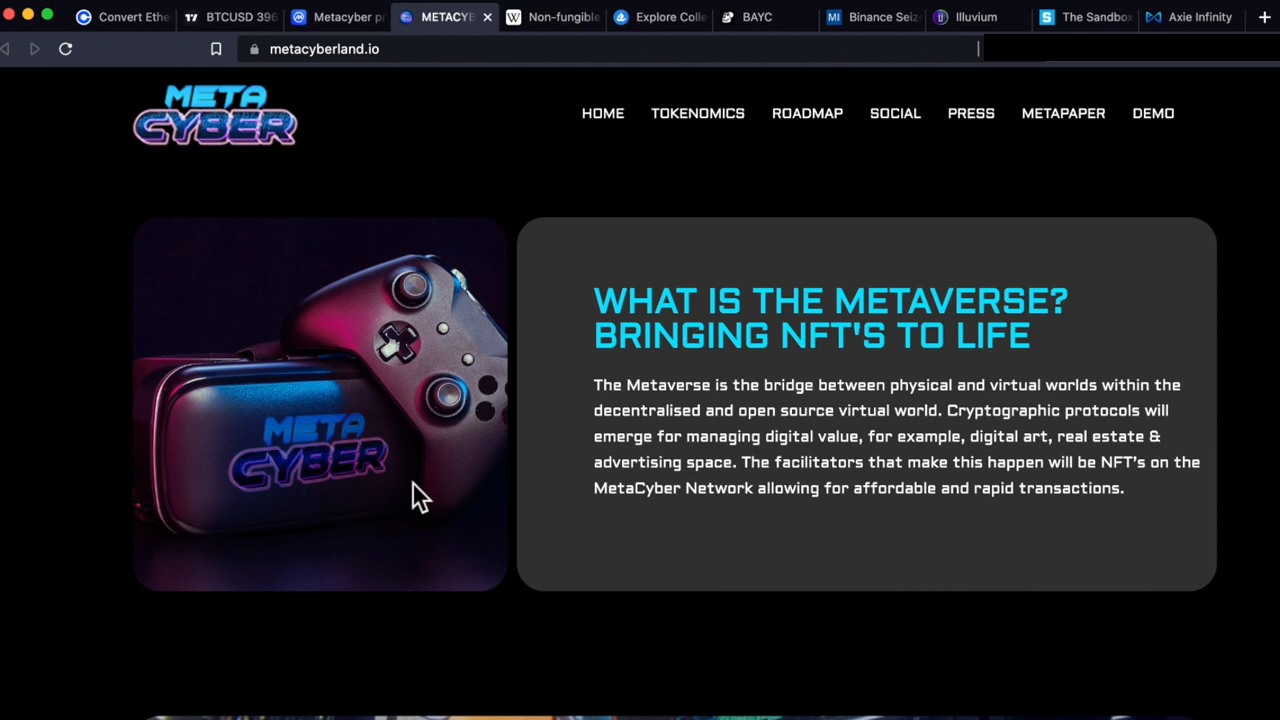 Convert Ethe
BTCUSD 396
Metacyber pr
METACYB
Non-fungible
Explore Colle
BAYC
MI
Binance Seiz
Illuvium
The Sandbox
Axie Infinity
metacyberland.io
META
CYBER
HOME
TOKENOMICS
ROADMAP
SOCIAL
PRESS
METAPAPER
DEMO
META
CYBER
WHAT IS THE METAVERSE?
BRINGING NFT'S TO LIFE
The Metaverse is the bridge between physical and virtual worlds within the
decentralised and open source virtual world. Cryptographic protocols will
emerge for managing digital value, for example, digital art, real estate &
advertising space. The facilitators that make this happen will be NFT's on the
MetaCyber Network allowing for affordable and rapid transactions.